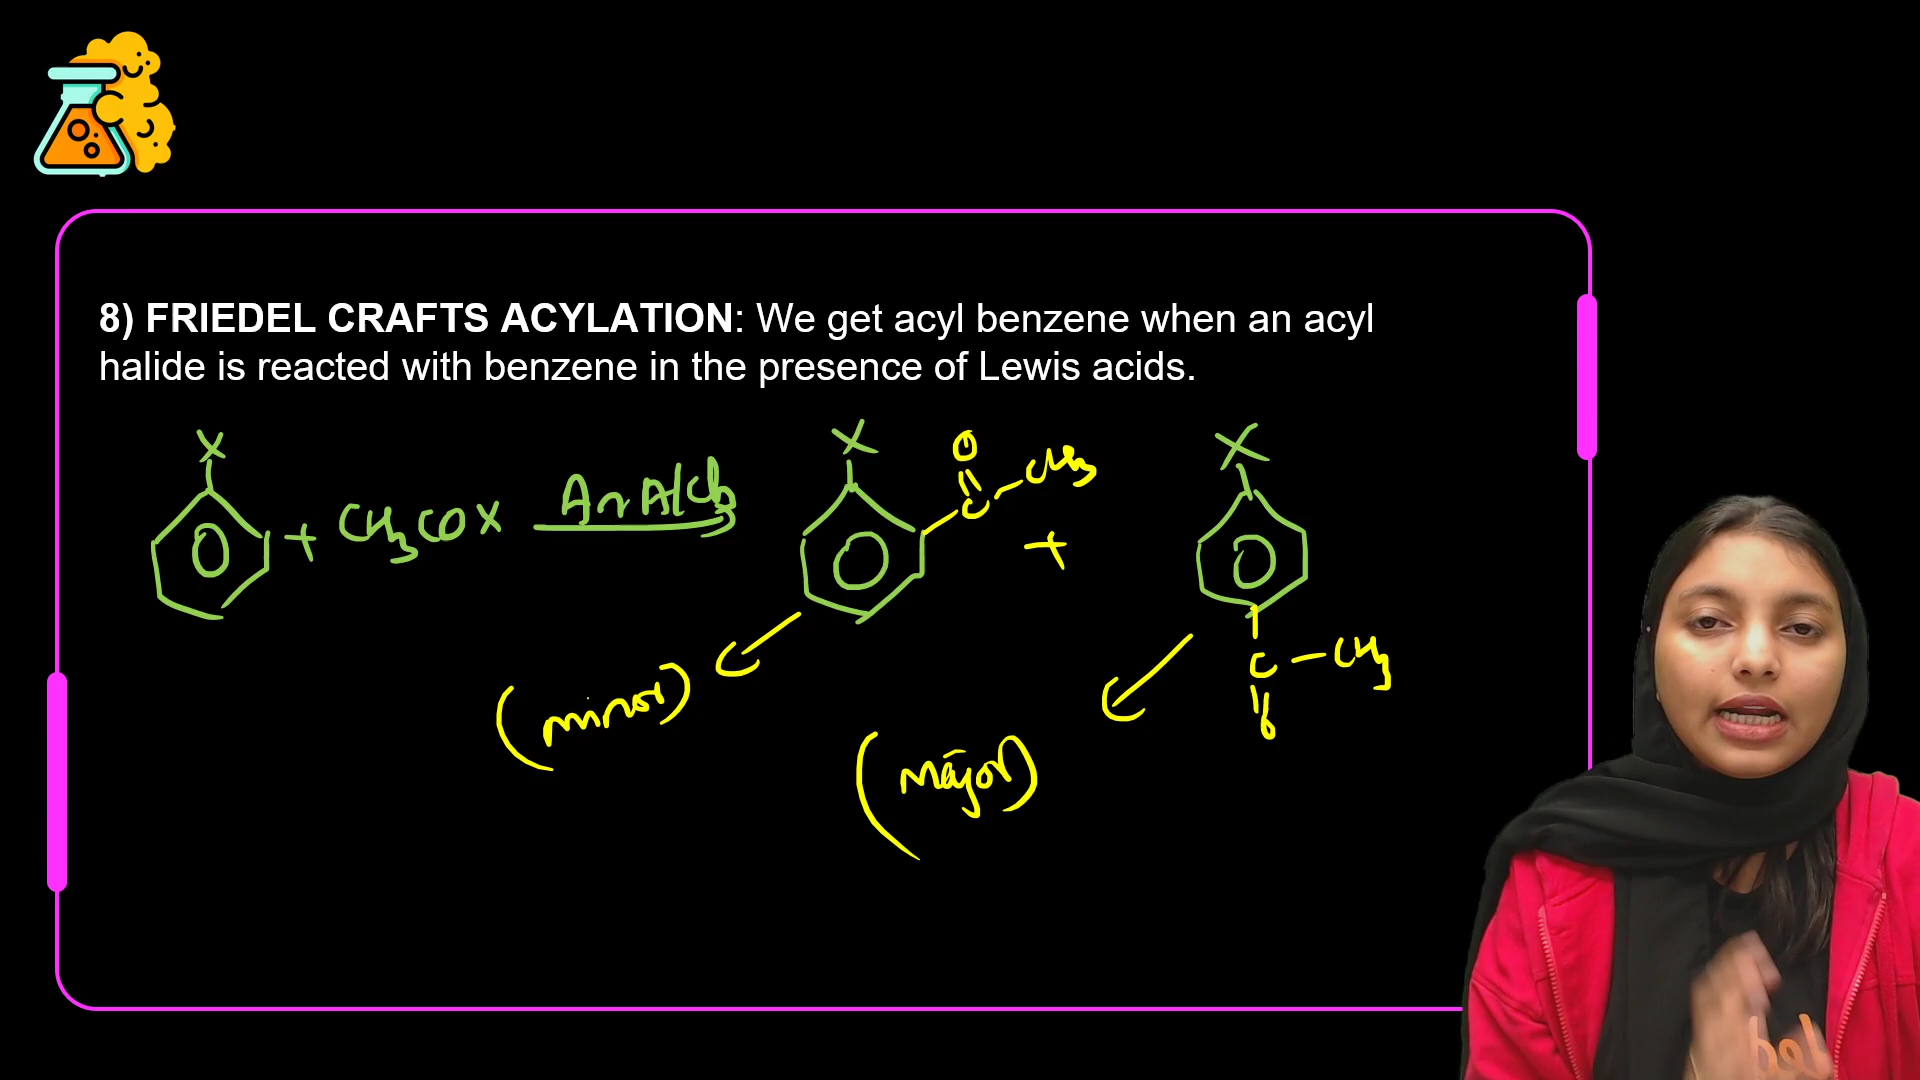 8) FRIEDEL CRAFTS ACYLATION: We get acyl benzene when an acyl
halide is reacted with benzene in the presence of Lewis acids.
X X O CH3 X
+ CH3COX An AlCl3 C
+
C - CH3
O
(minor)
(major)